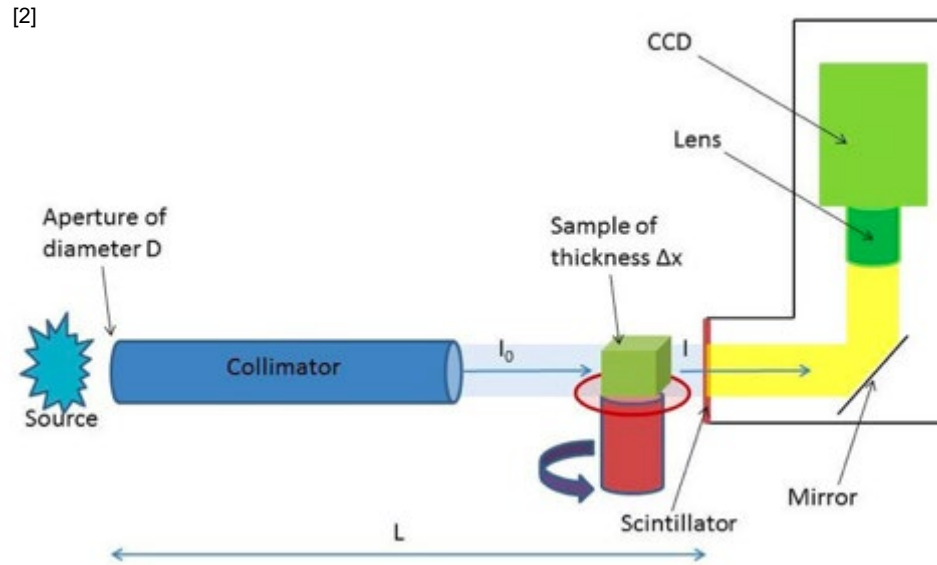 [2]
CCD
Lens
Aperture of
diameter D
Sample of
thickness Δx
I₀
I
Collimator
Source
Scintillator
Mirror
L